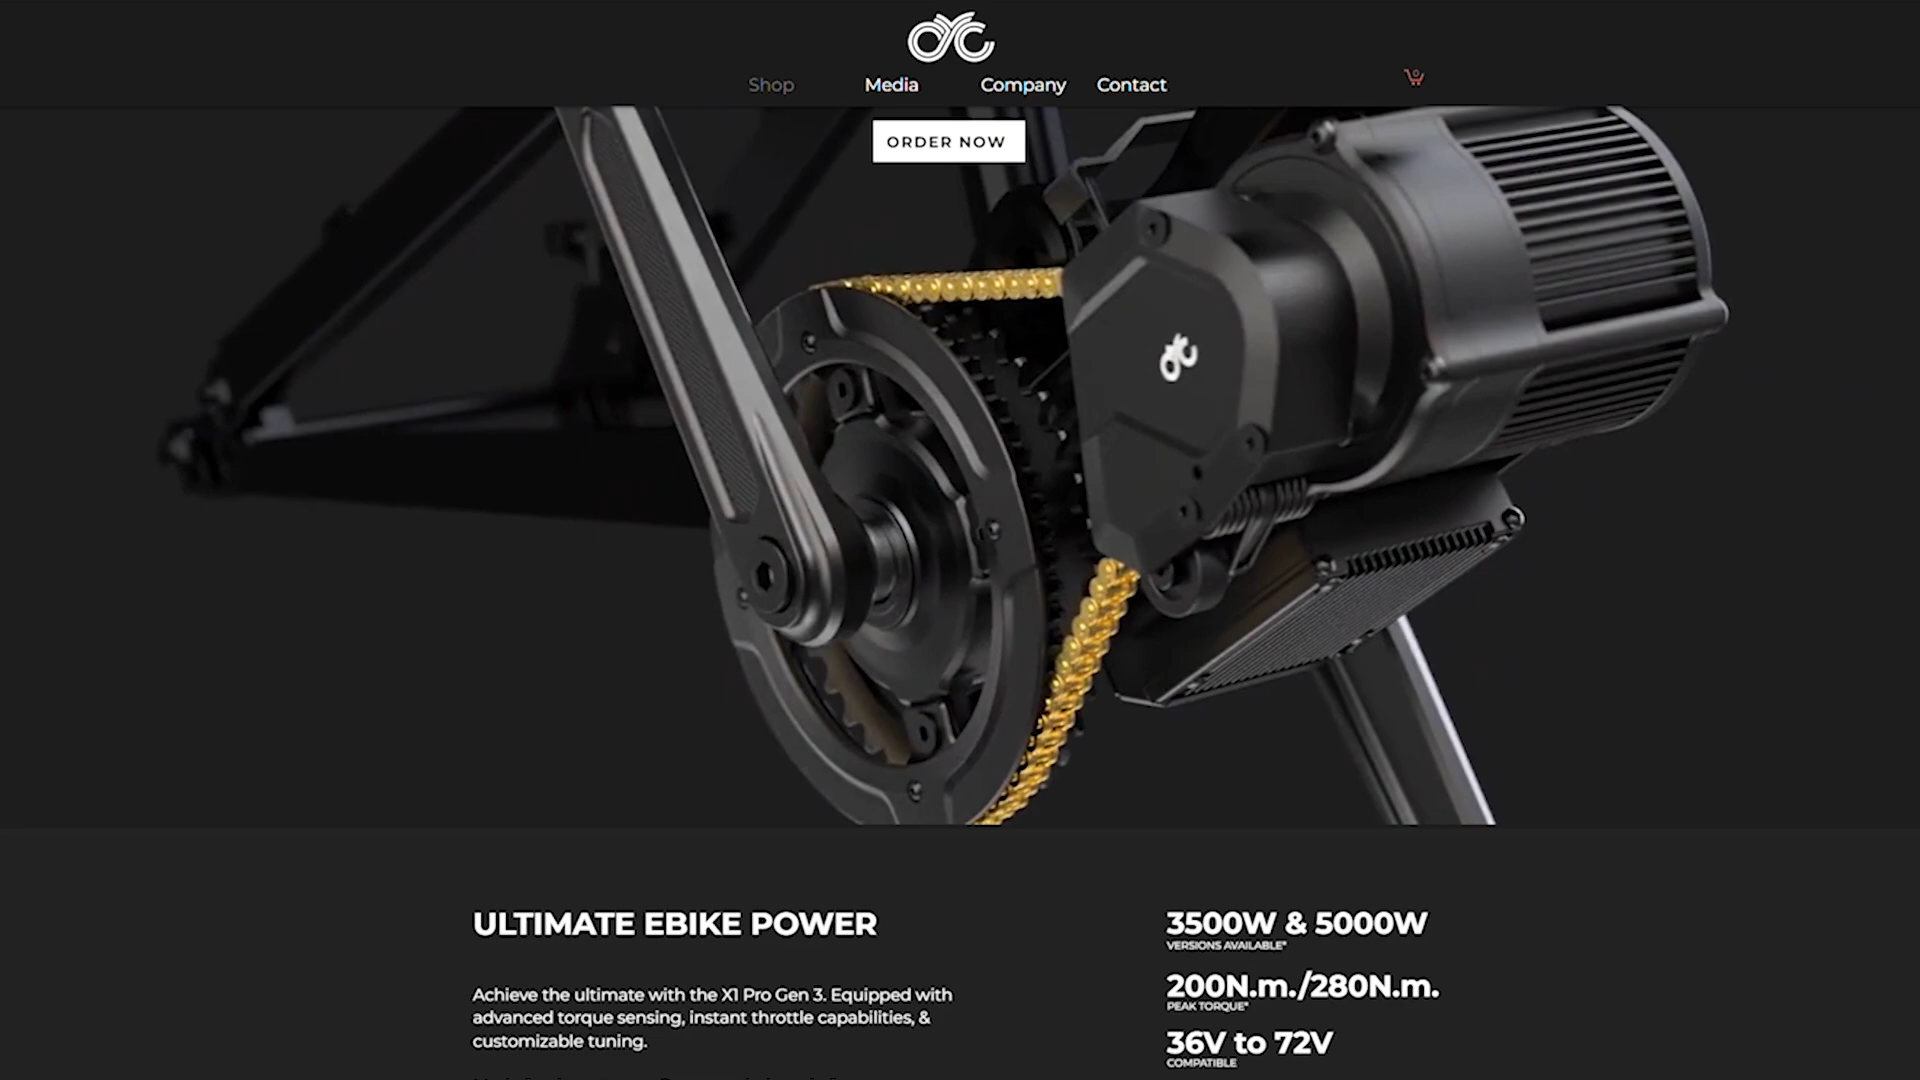 Shop
Media
Company
Contact
0
ORDER NOW
ULTIMATE EBIKE POWER
Achieve the ultimate with the X1 Pro Gen 3. Equipped with
advanced torque sensing, instant throttle capabilities, &
customizable tuning.
3500W & 5000W
VERSIONS AVAILABLE*
200N.m./280N.m.
PEAK TORQUE*
36V to 72V
COMPATIBLE